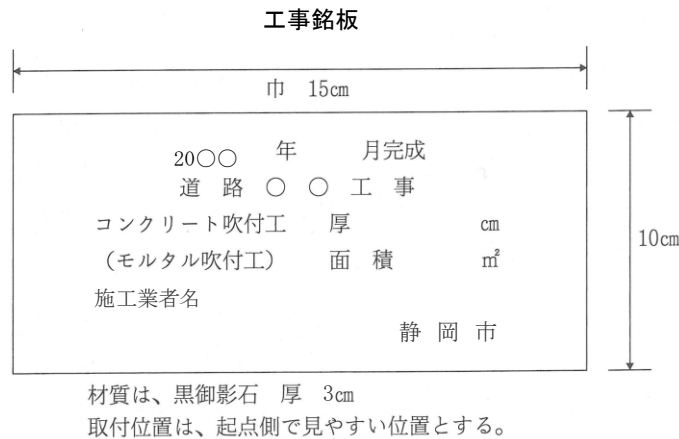 工事銘板
巾 15㎝
20〇〇 年 月完成
道 路 〇 〇 工 事
コンクリート吹付工 厚 ㎝
(モルタル吹付工) 面 積 ㎡
10㎝
施工業者名
静 岡 市
材質は、黒御影石 厚 3㎝
取付位置は、起点側で見やすい位置とする。